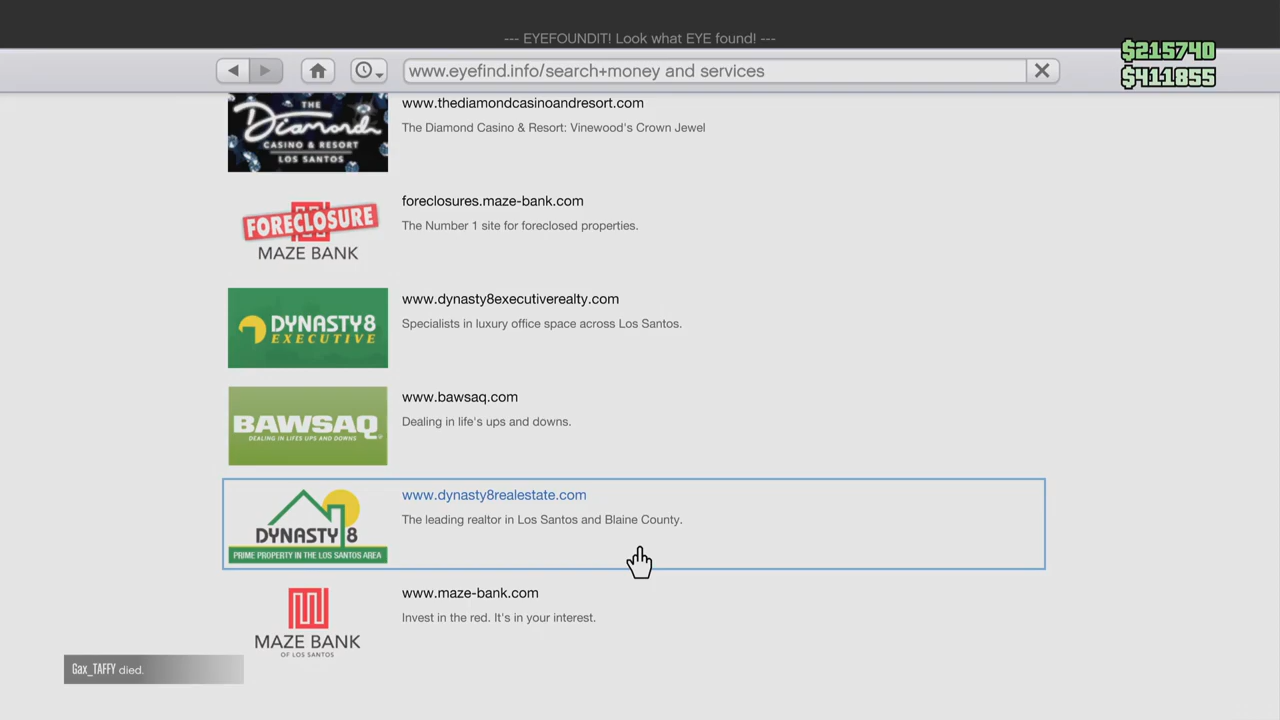 --- EYEFOUNDIT! Look what EYE found! ---
$215740
www.eyefind.info/search+money and services
$411855
THE
Diamond
CASINO & RESORT
LOS SANTOS
www.thediamondcasinoandresort.com
The Diamond Casino & Resort: Vinewood's Crown Jewel
FORECLOSURE
MAZE BANK
foreclosures.maze-bank.com
The Number 1 site for foreclosed properties.
DYNASTY8
EXECUTIVE
www.dynasty8executiverealty.com
Specialists in luxury office space across Los Santos.
BAWSAQ
DEALING IN LIFES UPS AND DOWNS
www.bawsaq.com
Dealing in life's ups and downs.
DYNASTY 8
PRIME PROPERTY IN THE LOS SANTOS AREA
www.dynasty8realestate.com
The leading realtor in Los Santos and Blaine County.
MAZE BANK
OF LOS SANTOS
www.maze-bank.com
Invest in the red. It's in your interest.
Gax_TAFFY died.